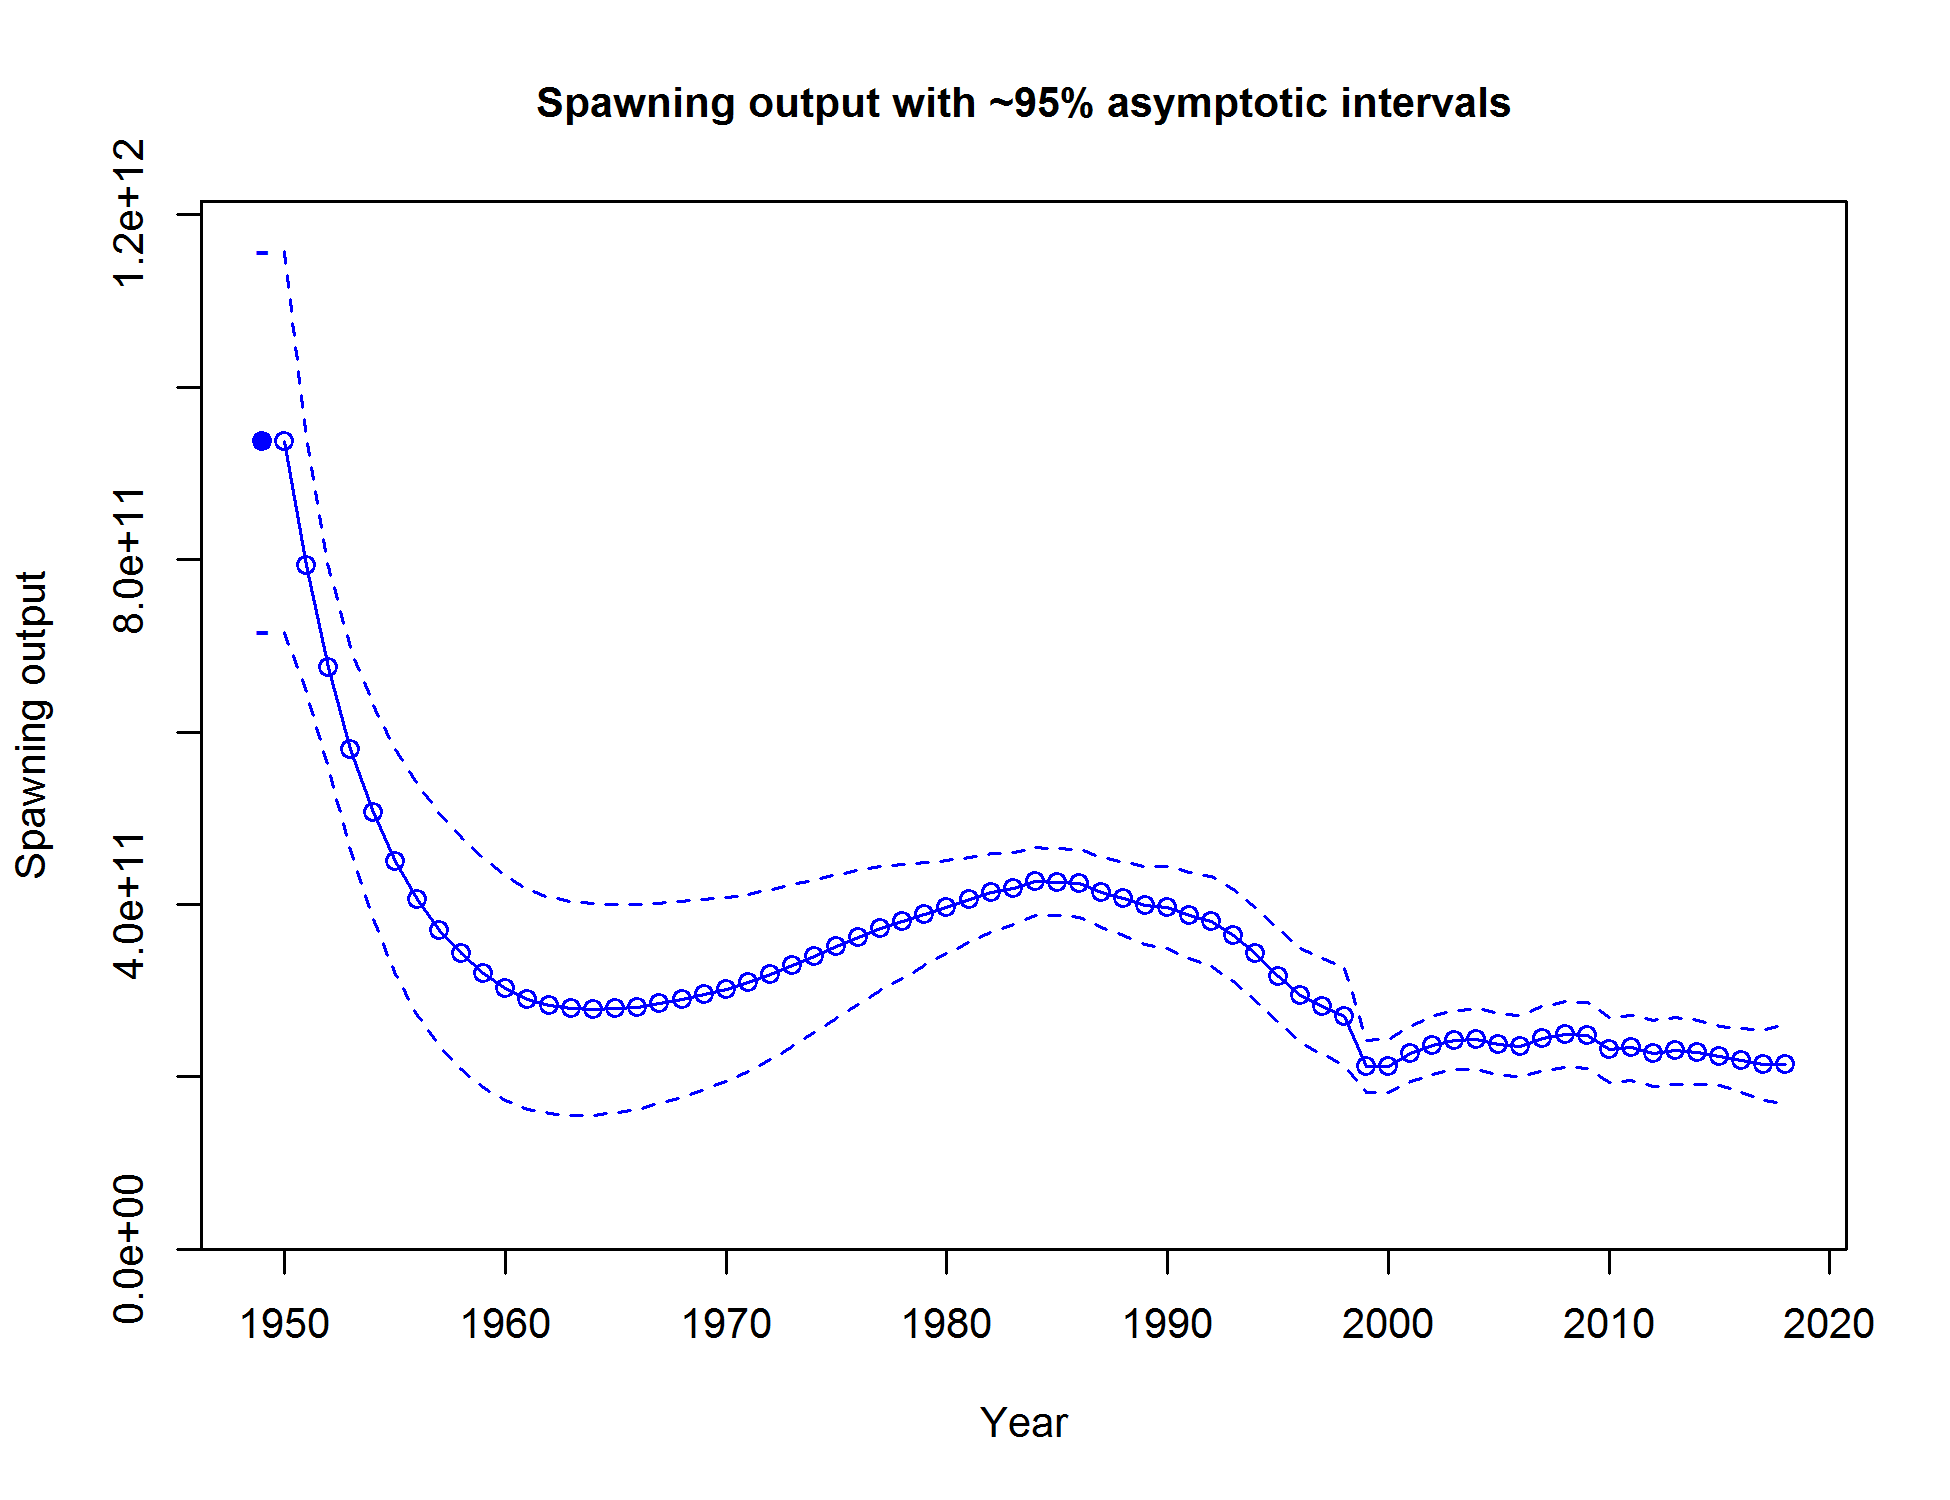 Spawning output with ~95% asymptotic intervals
1.2e+12
8.0e+11
4.0e+11
0.0e+00
Spawning output
1950 1960 1970 1980 1990 2000 2010 2020
Year